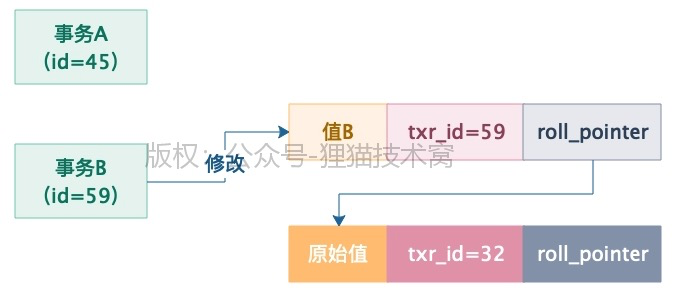 事务A
（id=45）
事务B
（id=59）
修改
值B
txr_id=59
roll_pointer
版权：公众号-狸猫技术窝
原始值
txr_id=32
roll_pointer